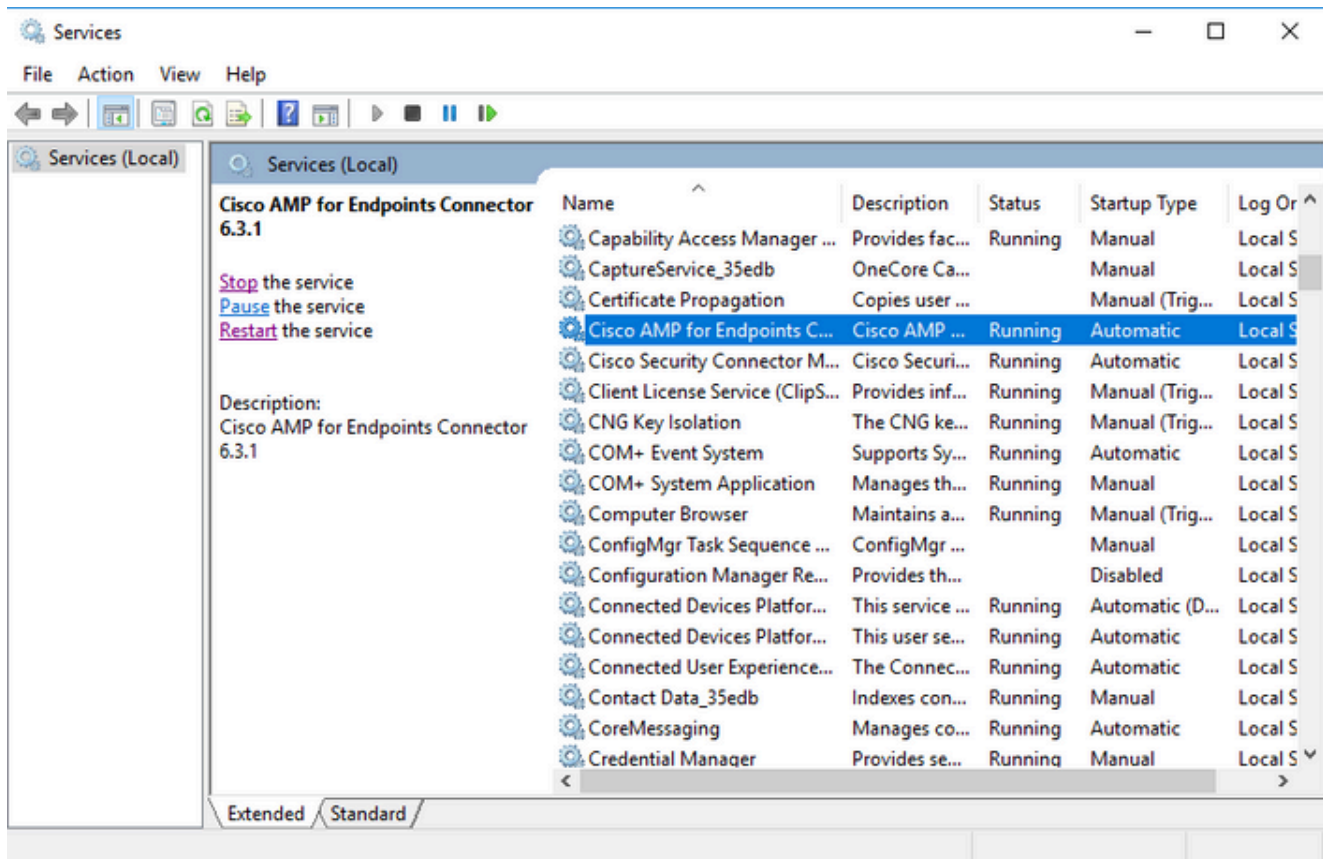 Services
File Action View Help
Services (Local)
Services (Local)
Cisco AMP for Endpoints Connector
6.3.1
Stop the service
Pause the service
Restart the service
Description:
Cisco AMP for Endpoints Connector
6.3.1
Name Description Status Startup Type Log Or
Capability Access Manager ... Provides fac... Running Manual Local S
CaptureService_35edb OneCore Ca... Manual Local S
Certificate Propagation Copies user ... Manual (Trig... Local S
Cisco AMP for Endpoints C... Cisco AMP ... Running Automatic Local S
Cisco Security Connector M... Cisco Securi... Running Automatic Local S
Client License Service (ClipS... Provides inf... Running Manual (Trig... Local S
CNG Key Isolation The CNG ke... Running Manual (Trig... Local S
COM+ Event System Supports Sy... Running Automatic Local S
COM+ System Application Manages th... Running Manual Local S
Computer Browser Maintains a... Running Manual (Trig... Local S
ConfigMgr Task Sequence ... ConfigMgr ... Manual Local S
Configuration Manager Re... Provides th... Disabled Local S
Connected Devices Platfor... This service ... Running Automatic (D... Local S
Connected Devices Platfor... This user se... Running Automatic Local S
Connected User Experience... The Connec... Running Automatic Local S
Contact Data_35edb Indexes con... Running Manual Local S
CoreMessaging Manages co... Running Automatic Local S
Credential Manager Provides se... Running Manual Local S
Extended Standard